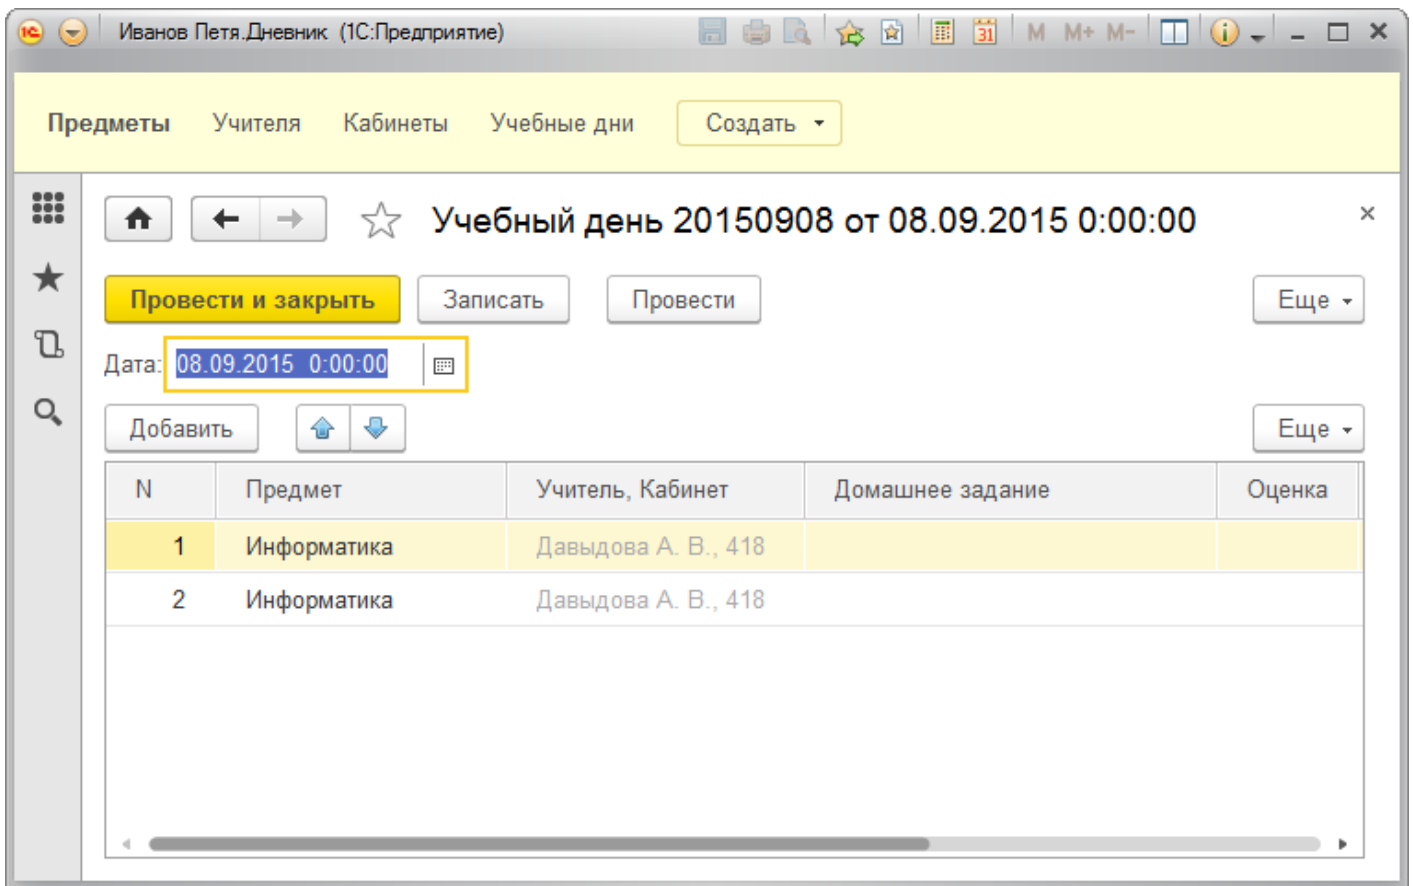 1С Иванов Петя.Дневник (1С:Предприятие) 31 M M+ M-
Предметы Учителя Кабинеты Учебные дни Создать
Учебный день 20150908 от 08.09.2015 0:00:00
Провести и закрыть Записать Провести Еще
Дата: 08.09.2015 0:00:00
Добавить Еще
N Предмет Учитель, Кабинет Домашнее задание Оценка
1 Информатика Давыдова А. В., 418
2 Информатика Давыдова А. В., 418